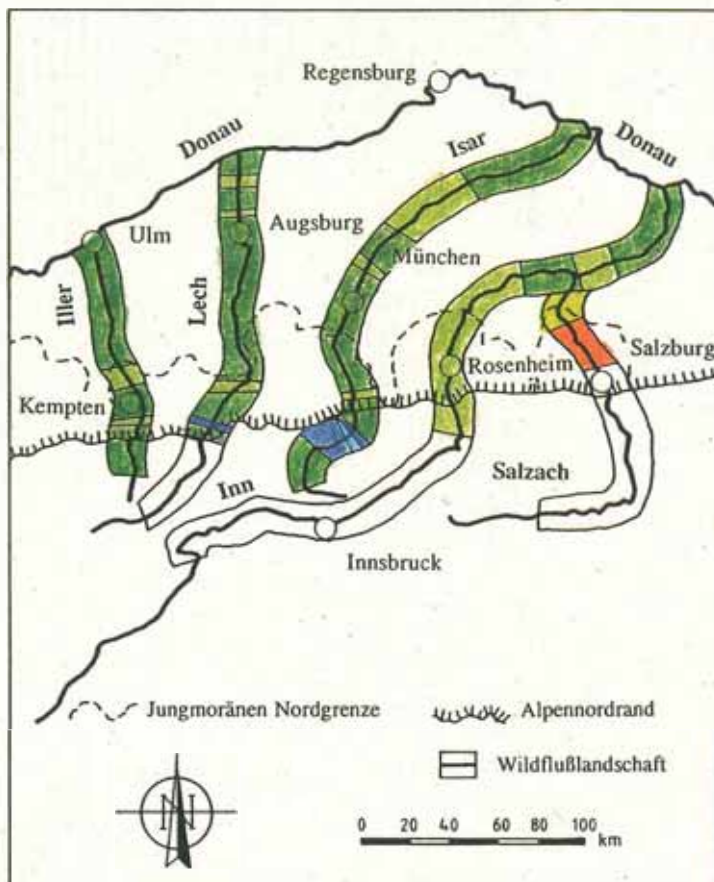 Regensburg
Donau
Isar
Donau
Ulm
Augsburg
München
Iller
Lech
Rosenheim
Salzburg
Kempten
Inn
Salzach
Innsbruck
Jungmoränen Nordgrenze
Alpennordrand
Wildflußlandschaft
N
0 20 40 60 80 100
km